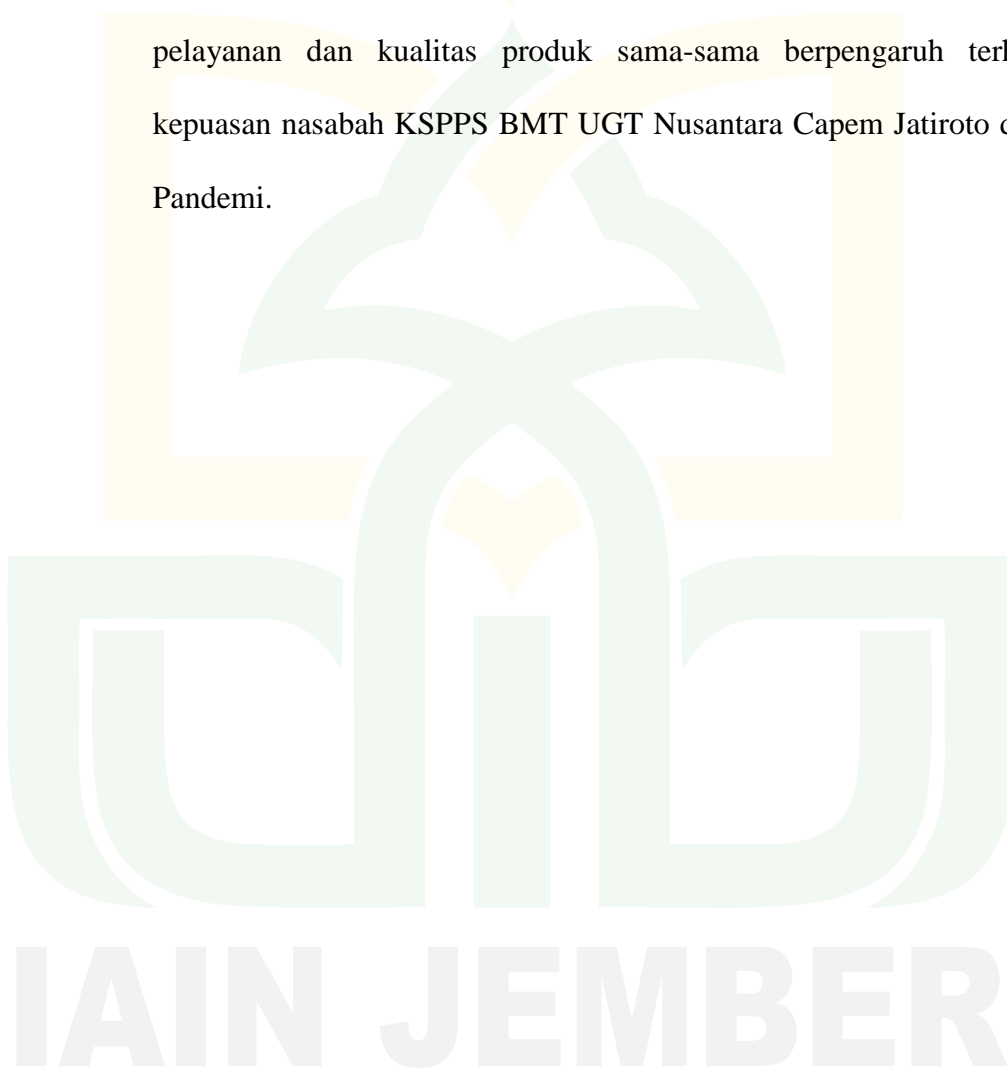 pelayanan dan kualitas produk sama-sama berpengaruh
kepuasan nasabah KSPPS BMT UGT Nusantara Capem Jatiroto
Pandemi.
IAIN JEMBER